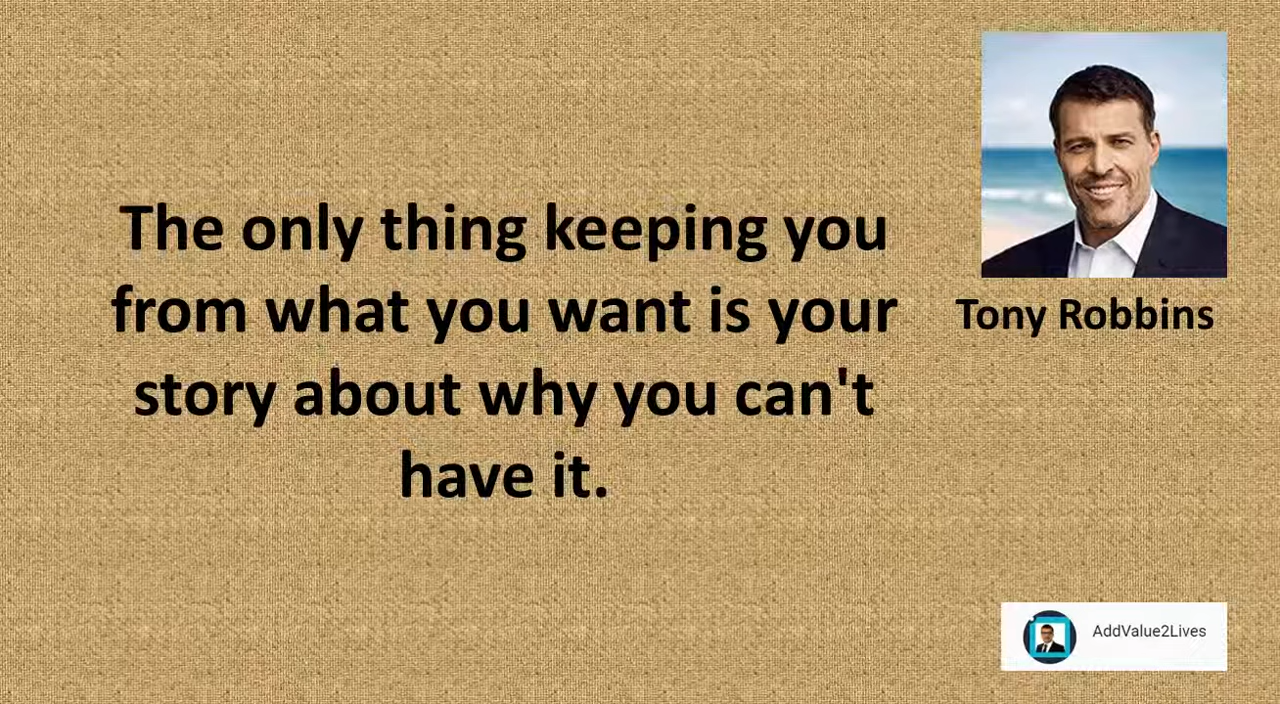 The only thing keeping you
from what you want is your
story about why you can't
have it.
Tony Robbins
AddValue2Lives